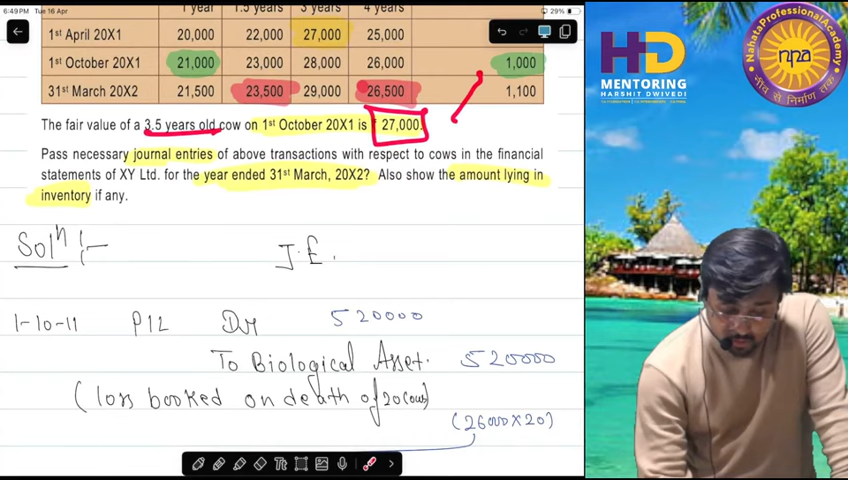 6:49 PM Tue 16 Apr
29%
1 year 1.5 years 3 years 4 years
1st April 20X1 20,000 22,000 27,000 25,000
1st October 20X1 21,000 23,000 28,000 26,000 1,000
31st March 20X2 21,500 23,500 29,000 26,500 1,100
The fair value of a 3.5 years old cow on 1st October 20X1 is ₹ 27,000.
Pass necessary journal entries of above transactions with respect to cows in the financial
statements of XY Ltd. for the year ended 31st March, 20X2? Also show the amount lying in
inventory if any.
Soln :-
J.E.
1-10-11 P12 Dr 520000
To Biological Asset. 520000
(loss booked on death of 20 cows)
(26000 X 20)
Tt
HD
MENTORING
HARSHIT DWIVEDI
NahataProfessionalAcademy
npa
नींव से निर्माण तक